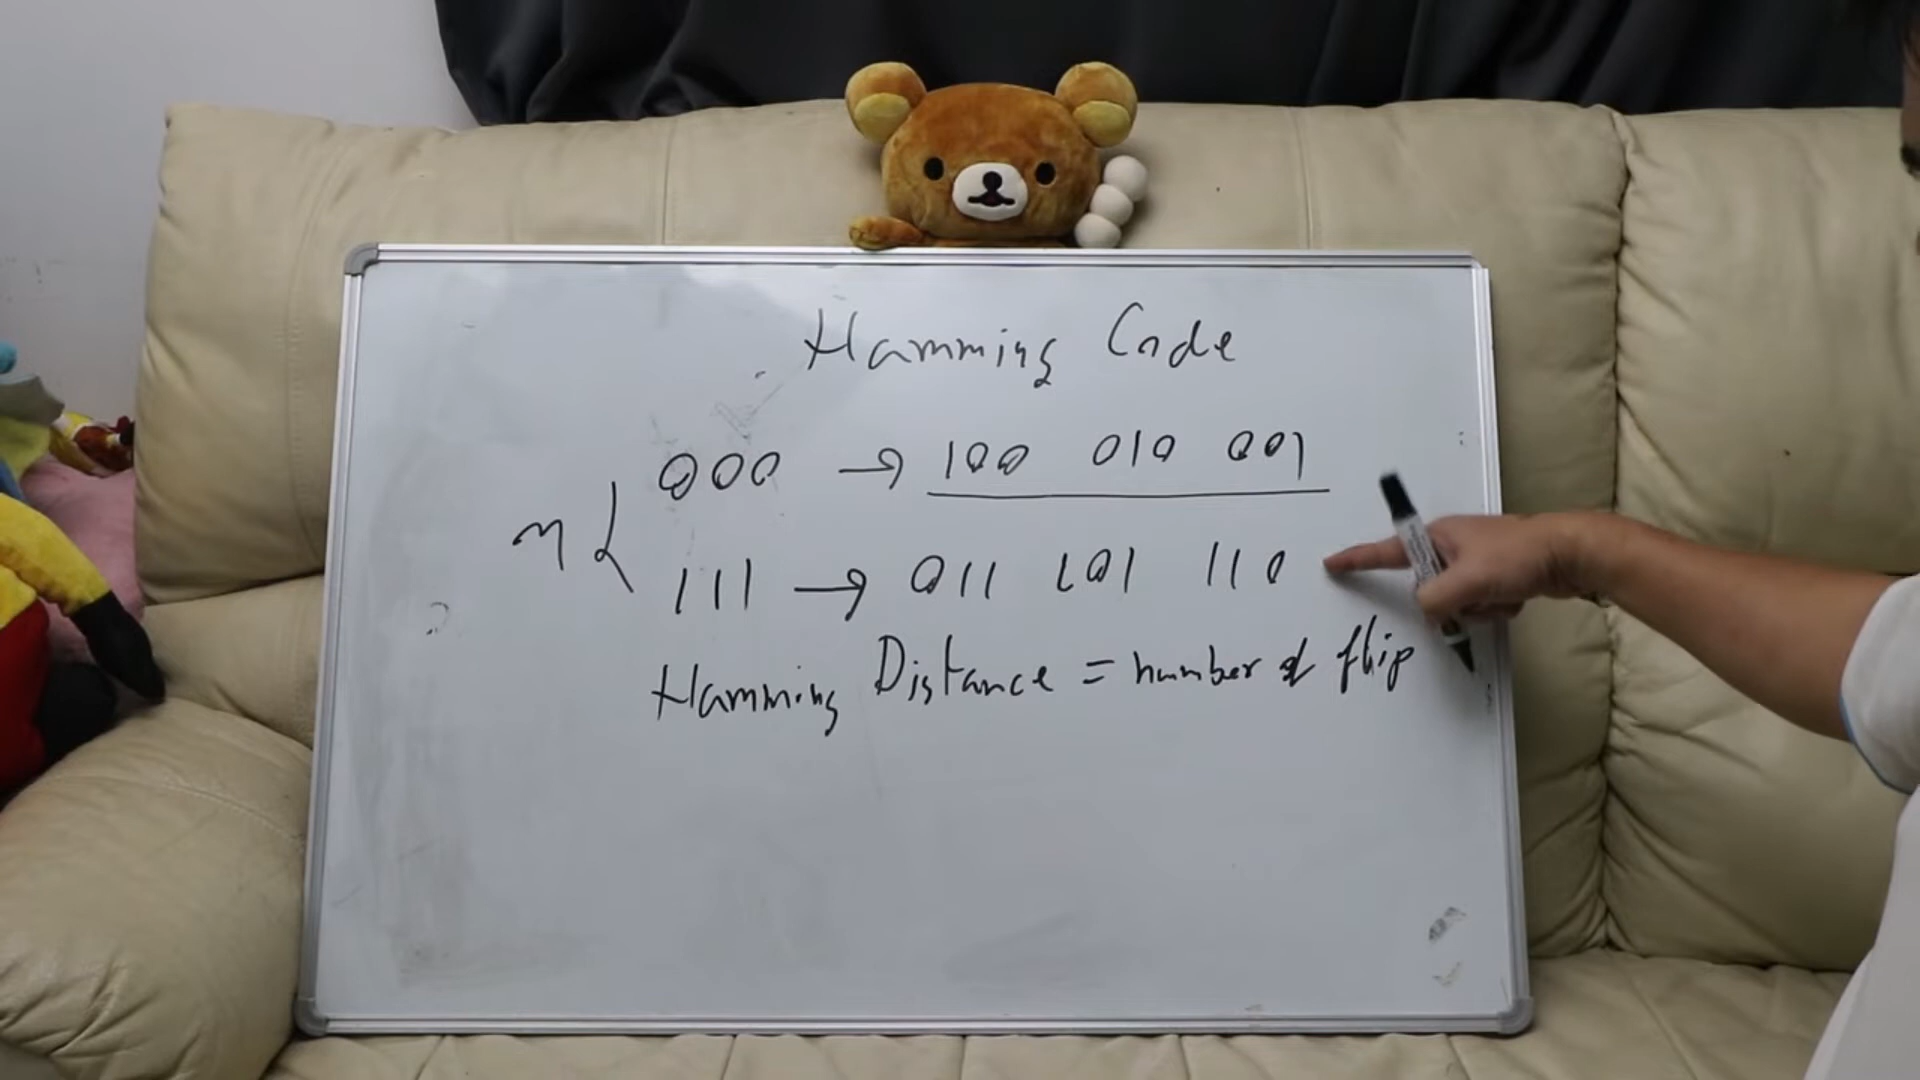 Hamming Code
000 → 100 010 001
n {
111 → 011 101 110
Hamming Distance = number of flip